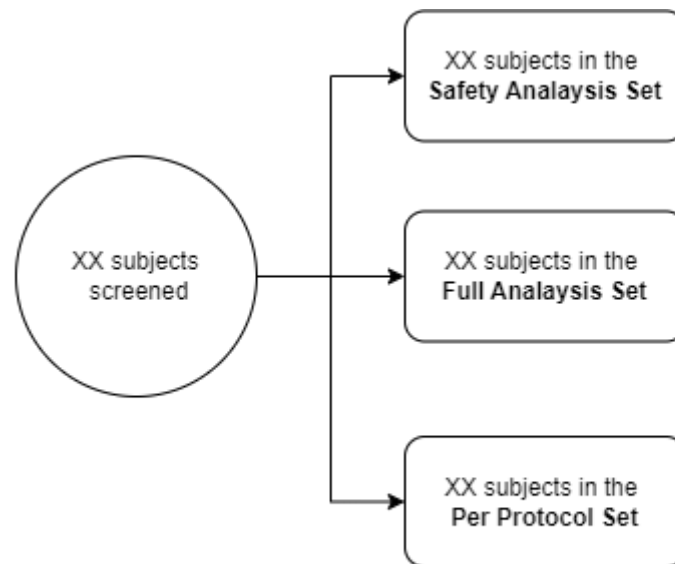 XX subjects in the
Safety Analaysis Set
XX subjects
screened
XX subjects in the
Full Analaysis Set
XX subjects in the
Per Protocol Set